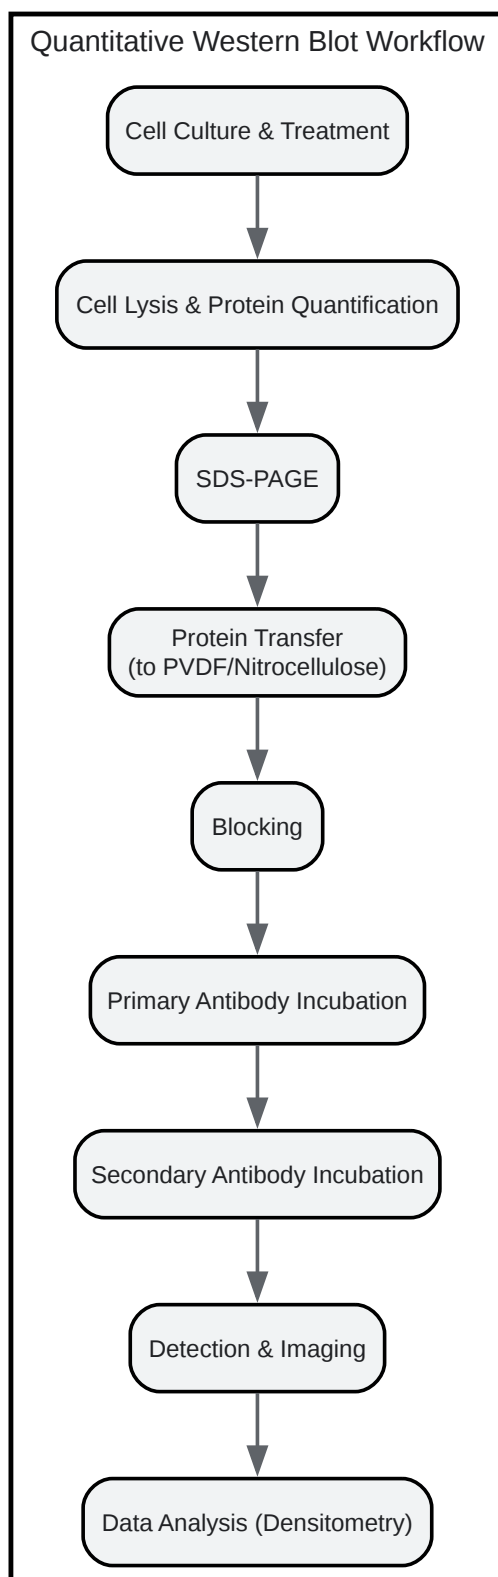 Quantitative Western Blot Workflow
Cell Culture & Treatment
Cell Lysis & Protein Quantification
SDS-PAGE
Protein Transfer
(to PVDF/Nitrocellulose)
Blocking
Primary Antibody Incubation
Secondary Antibody Incubation
Detection & Imaging
Data Analysis (Densitometry)